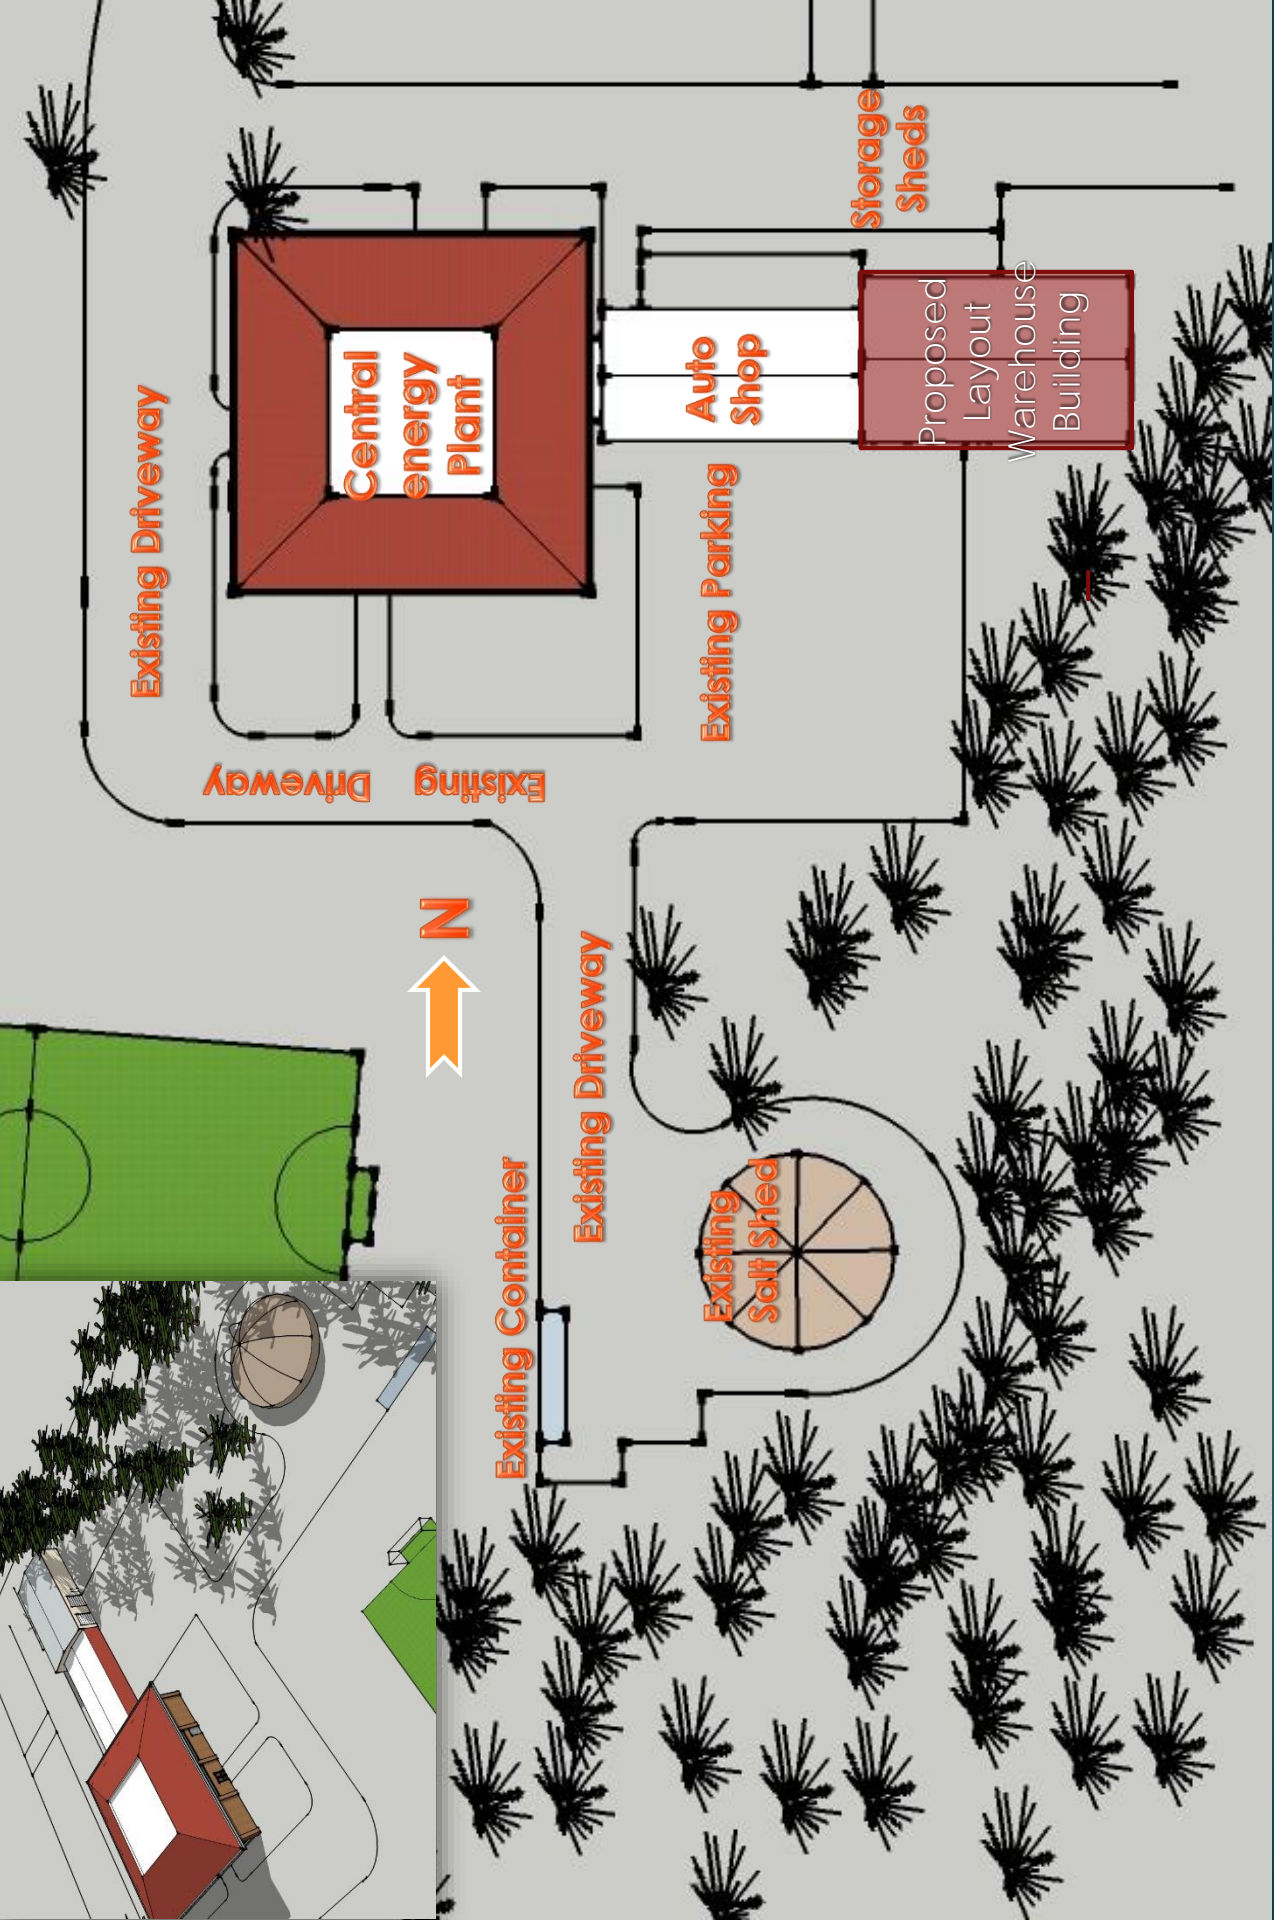 Storage
Sheds
Central
energy
Plant
Auto
Shop
Proposed
Layout
Warehouse
Building
Existing Driveway
Existing Parking
Existing
Driveway
N
Existing Driveway
Existing Container
Existing
Salt Shed